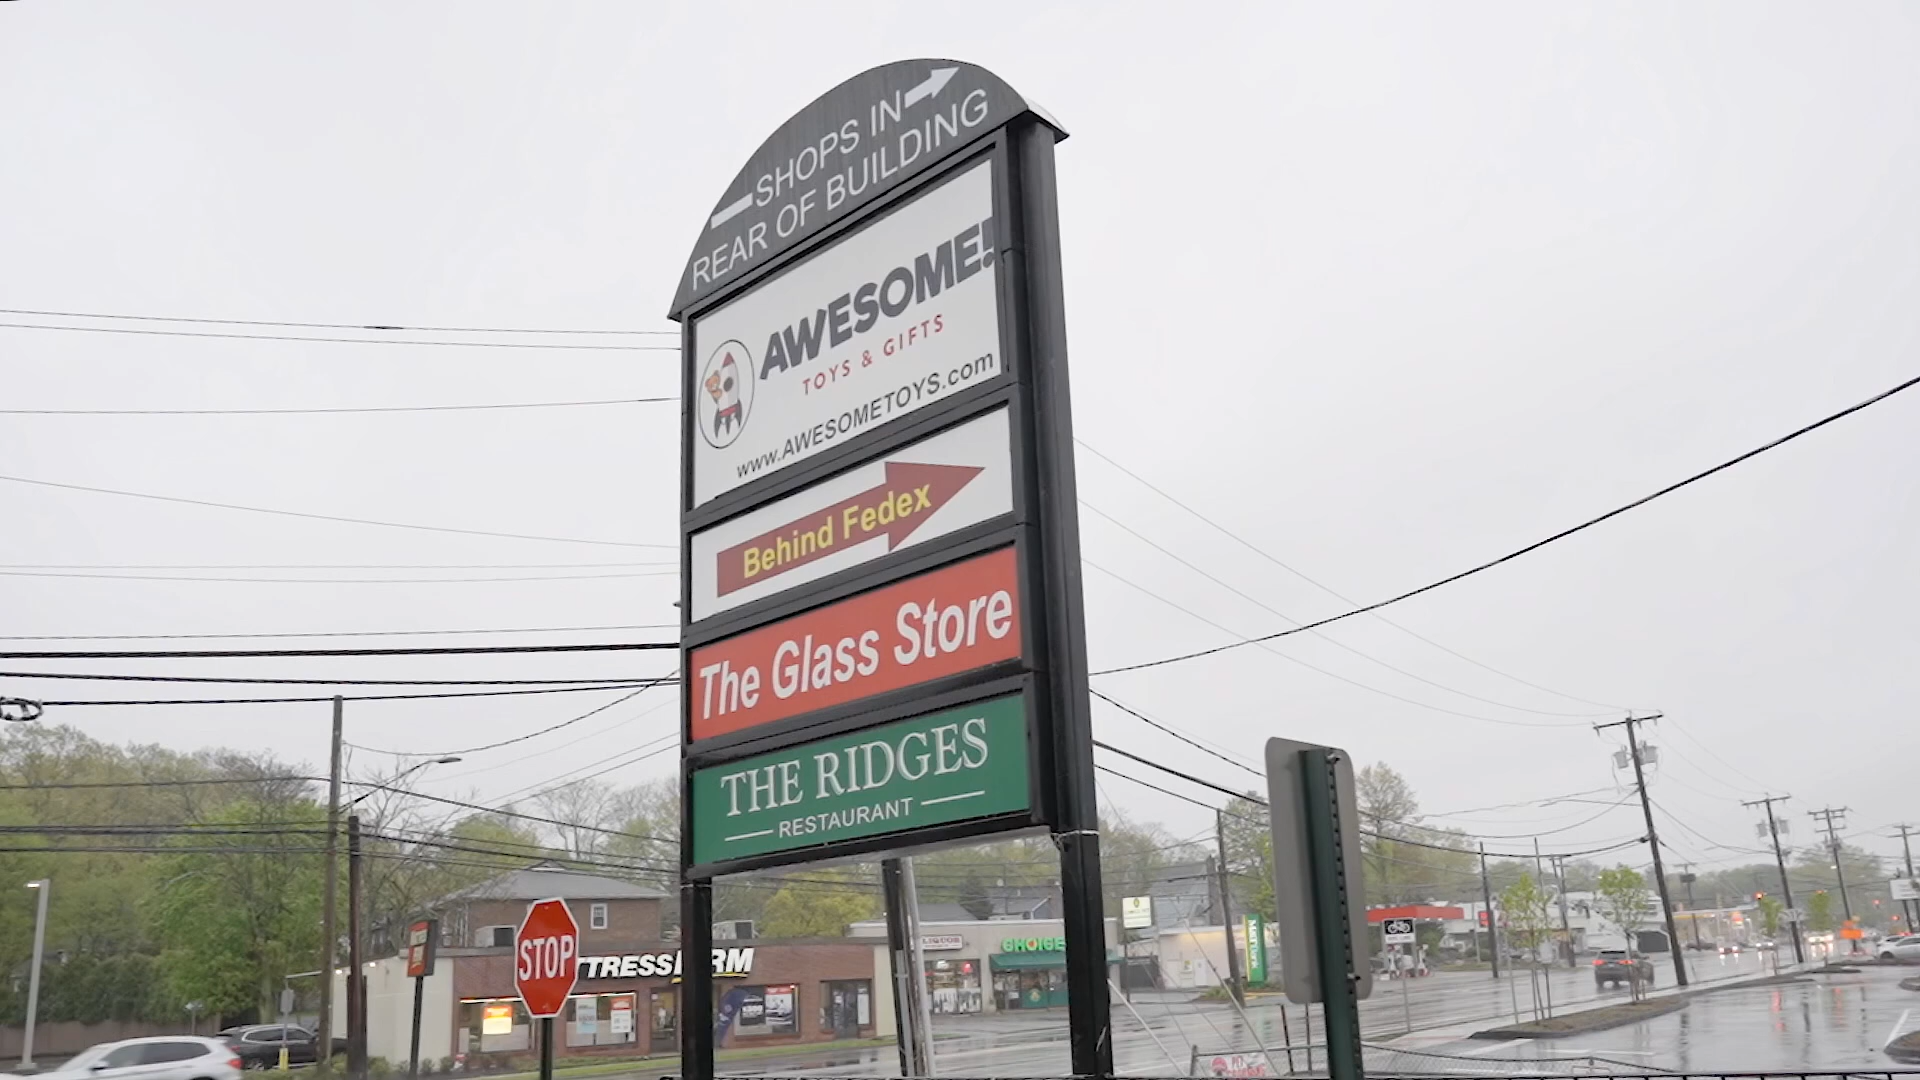 SHOPS IN
REAR OF BUILDING
AWESOME!
TOYS & GIFTS
www.AWESOMETOYS.com
Behind Fedex
The Glass Store
THE RIDGES
RESTAURANT
STOP
LIQUOR
CHOICE